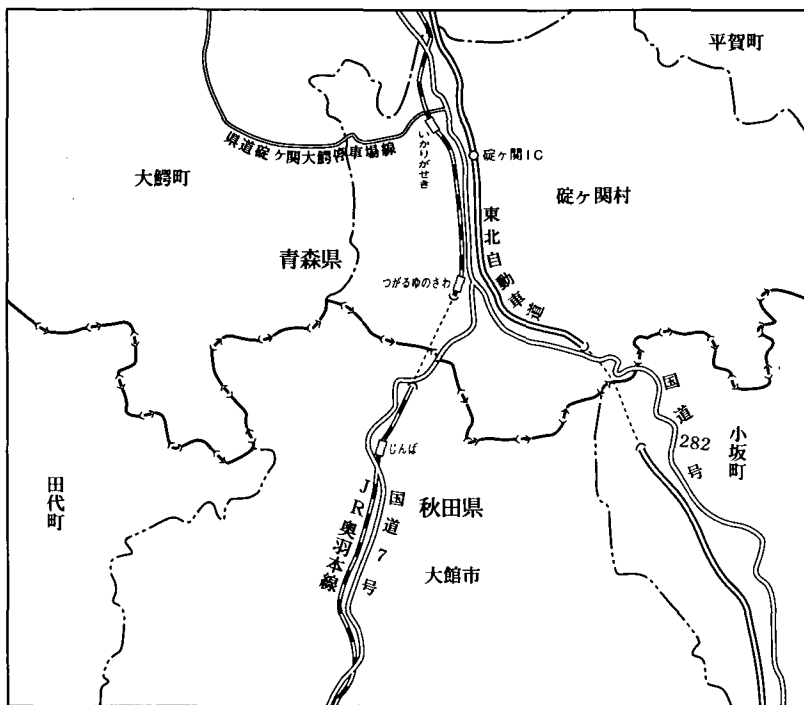 平賀町
県道碇ヶ関大鰐停車場線
いかりがせき
碇ヶ関IC
大鰐町
碇ヶ関村
東北自動車道
青森県
つがるゆのさわ
国道282号
小坂町
じんば
田代町
JR奥羽本線
国道7号
秋田県
大館市